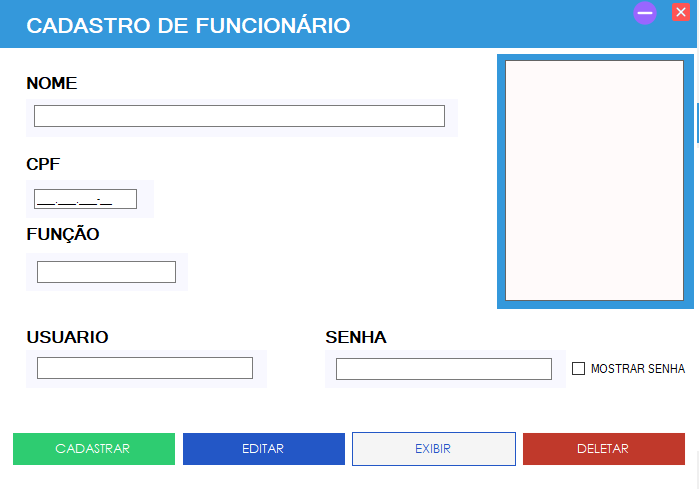 CADASTRO DE FUNCIONÁRIO
NOME
CPF
___.___.___-__
FUNÇÃO
USUARIO
SENHA
MOSTRAR SENHA
CADASTRAR
EDITAR
EXIBIR
DELETAR